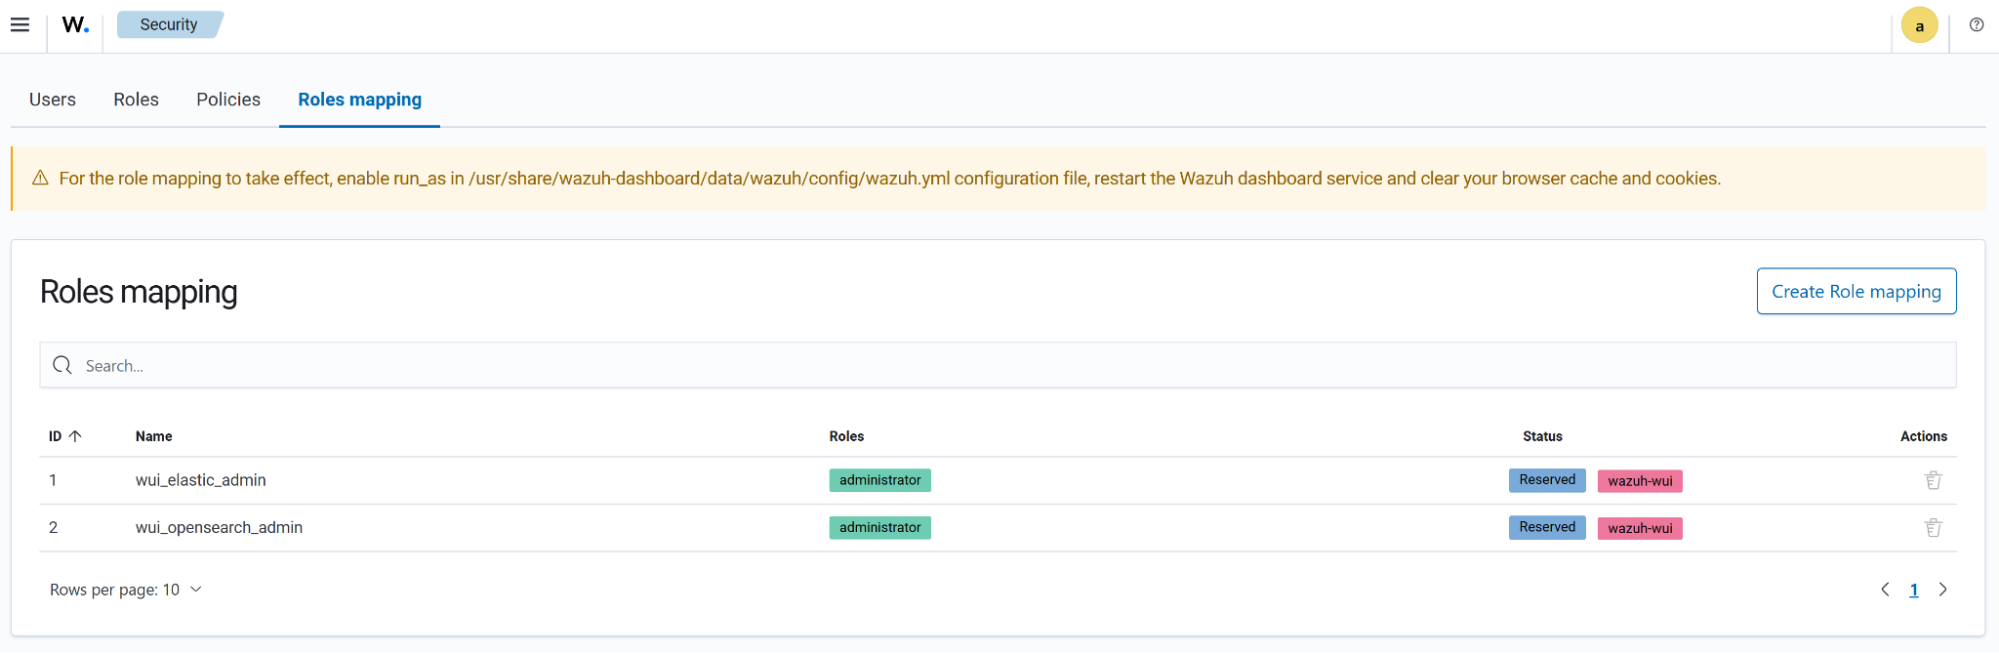 W. Security a
Users Roles Policies Roles mapping
For the role mapping to take effect, enable run_as in /usr/share/wazuh-dashboard/data/wazuh/config/wazuh.yml configuration file, restart the Wazuh dashboard service and clear your browser cache and cookies.
Roles mapping Create Role mapping
Search...
ID Name Roles Status Actions
1 wui_elastic_admin administrator Reserved wazuh-wui
2 wui_opensearch_admin administrator Reserved wazuh-wui
Rows per page: 10 1